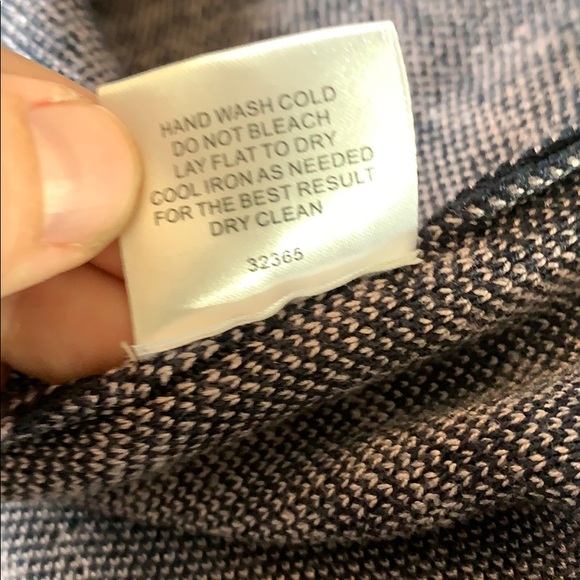 HAND WASH COLD
DO NOT BLEACH
LAY FLAT TO DRY
COOL IRON AS NEEDED
FOR THE BEST RESULT
DRY CLEAN
32365